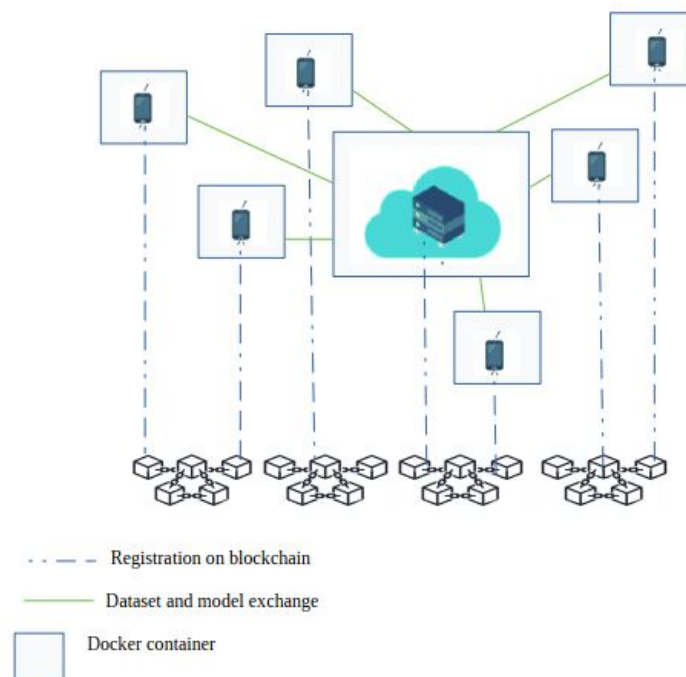 Registration on blockchain
Dataset and model exchange
Docker container